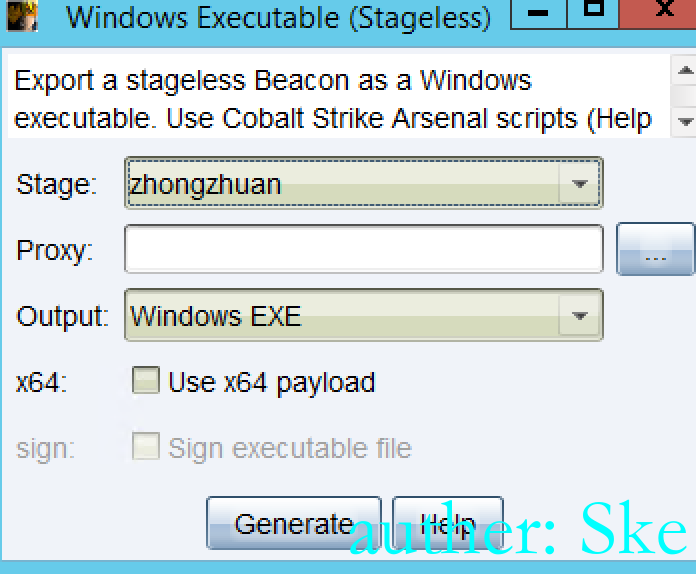 Windows Executable (Stageless)
Export a stageless Beacon as a Windows
executable. Use Cobalt Strike Arsenal scripts (Help
Stage: zhongzhuan
Proxy: ...
Output: Windows EXE
x64: Use x64 payload
sign: Sign executable file
Generate Help
auther: Ske